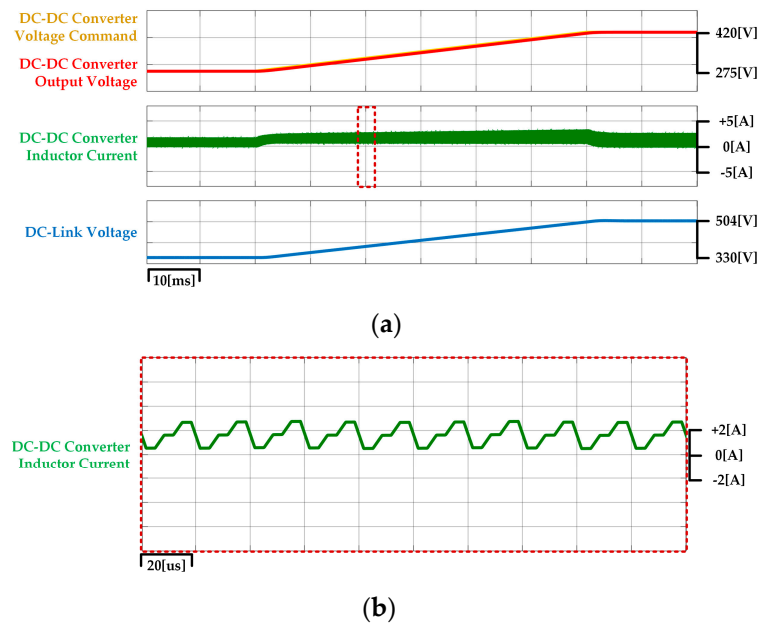 DC-DC Converter
Voltage Command
DC-DC Converter
Output Voltage
420[V]
275[V]
DC-DC Converter
Inductor Current
+5[A]
0[A]
-5[A]
DC-Link Voltage
504[V]
330[V]
10[ms]
(a)
DC-DC Converter
Inductor Current
+2[A]
0[A]
-2[A]
20[us]
(b)